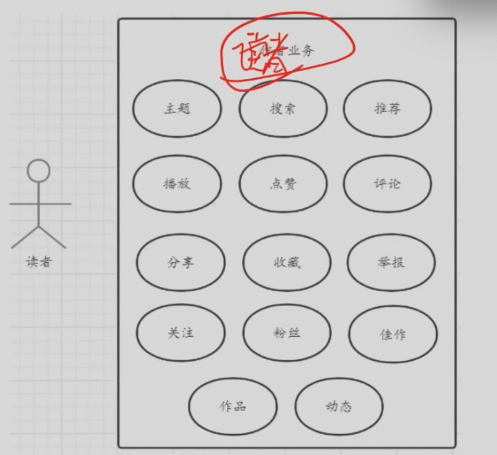 读者
作者业务
主题 搜索 推荐
播放 点赞 评论
读者
分享 收藏 举报
关注 粉丝 佳作
作品 动态